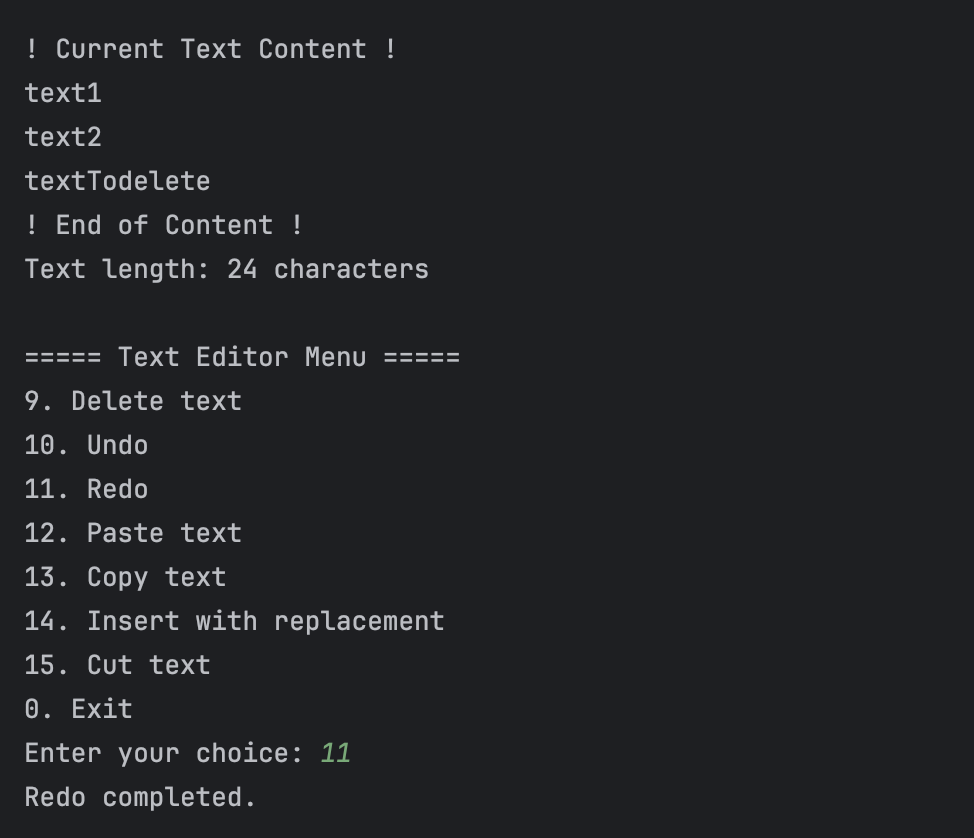 ! Current Text Content !
text1
text2
textTodelete
! End of Content !
Text length: 24 characters
===== Text Editor Menu =====
9. Delete text
10. Undo
11. Redo
12. Paste text
13. Copy text
14. Insert with replacement
15. Cut text
0. Exit
Enter your choice: 11
Redo completed.